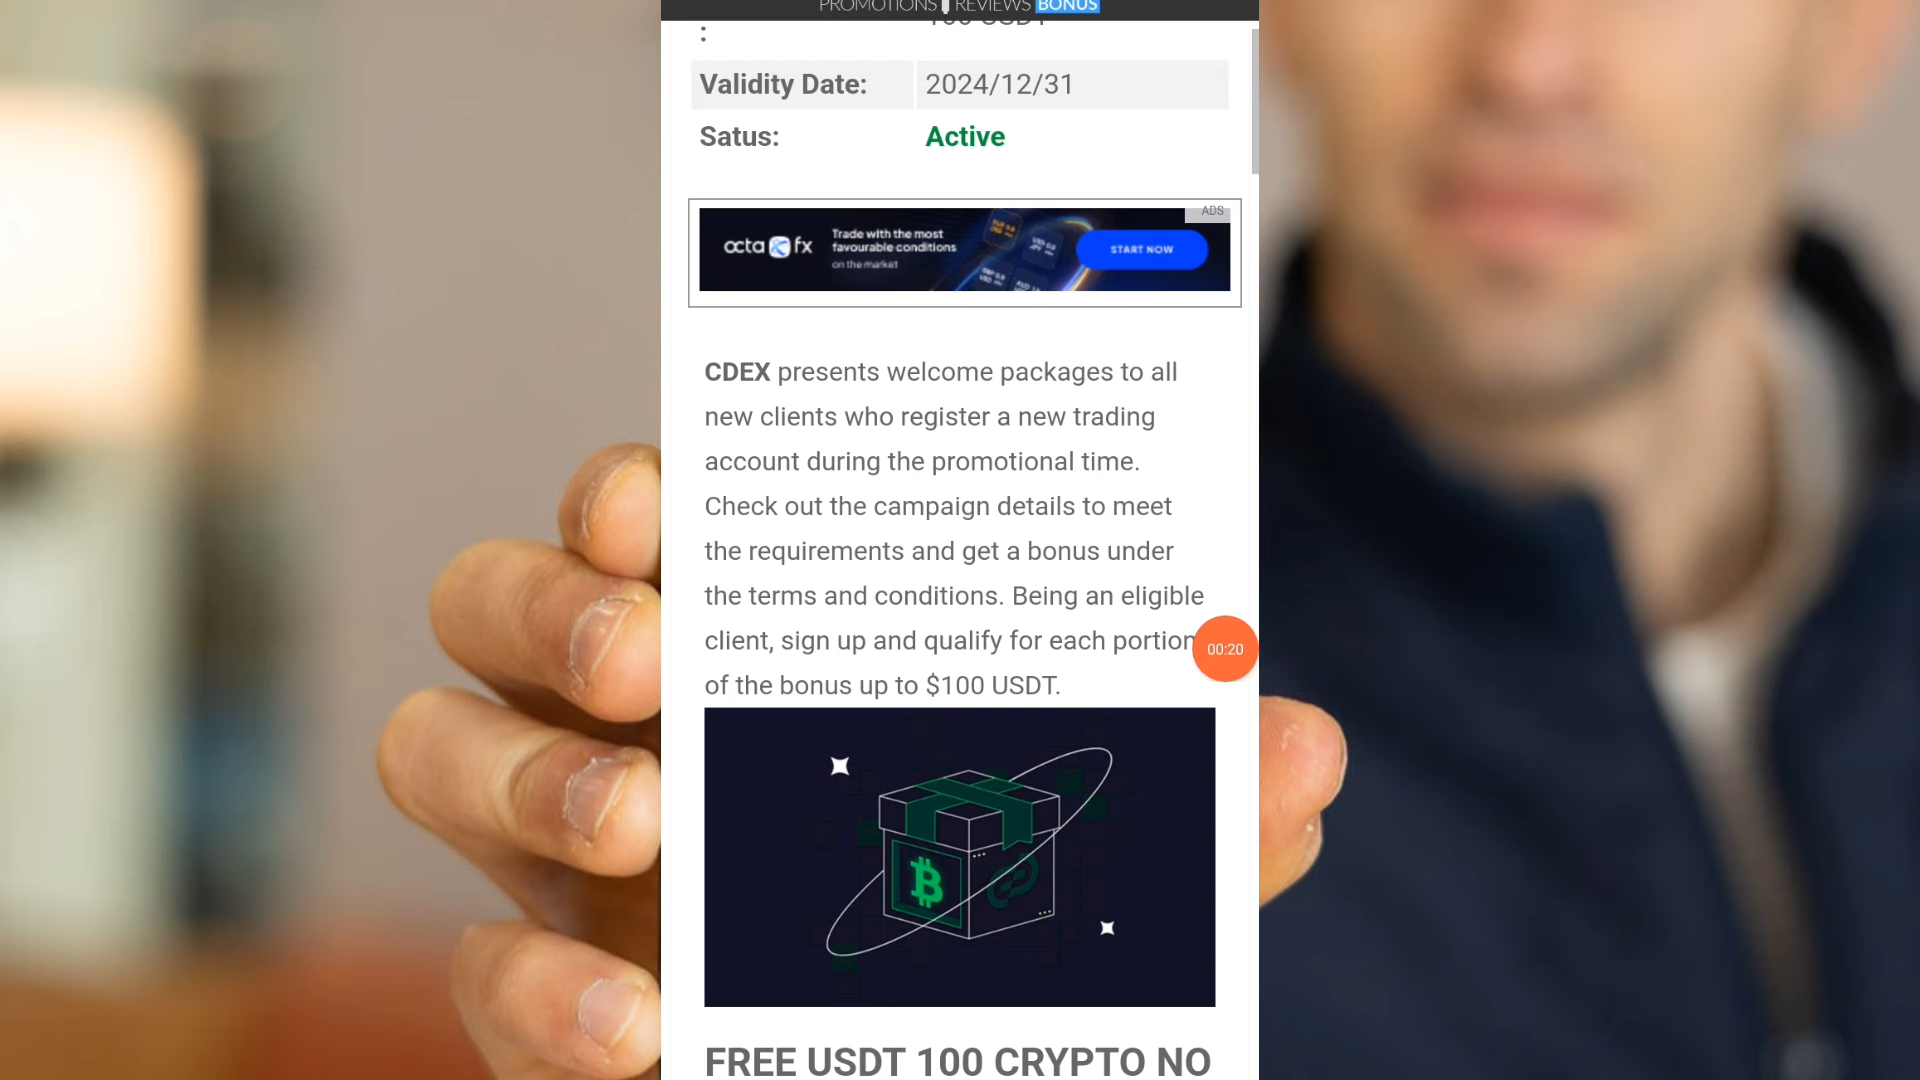 PROMOTIONS REVIEWS BONUS
100 USDT
:
Validity Date: 2024/12/31
Satus: Active
ADS
octa fx
Trade with the most
favourable conditions
on the market
START NOW
CDEX presents welcome packages to all
new clients who register a new trading
account during the promotional time.
Check out the campaign details to meet
the requirements and get a bonus under
the terms and conditions. Being an eligible
client, sign up and qualify for each portion
of the bonus up to $100 USDT.
00:20
FREE USDT 100 CRYPTO NO